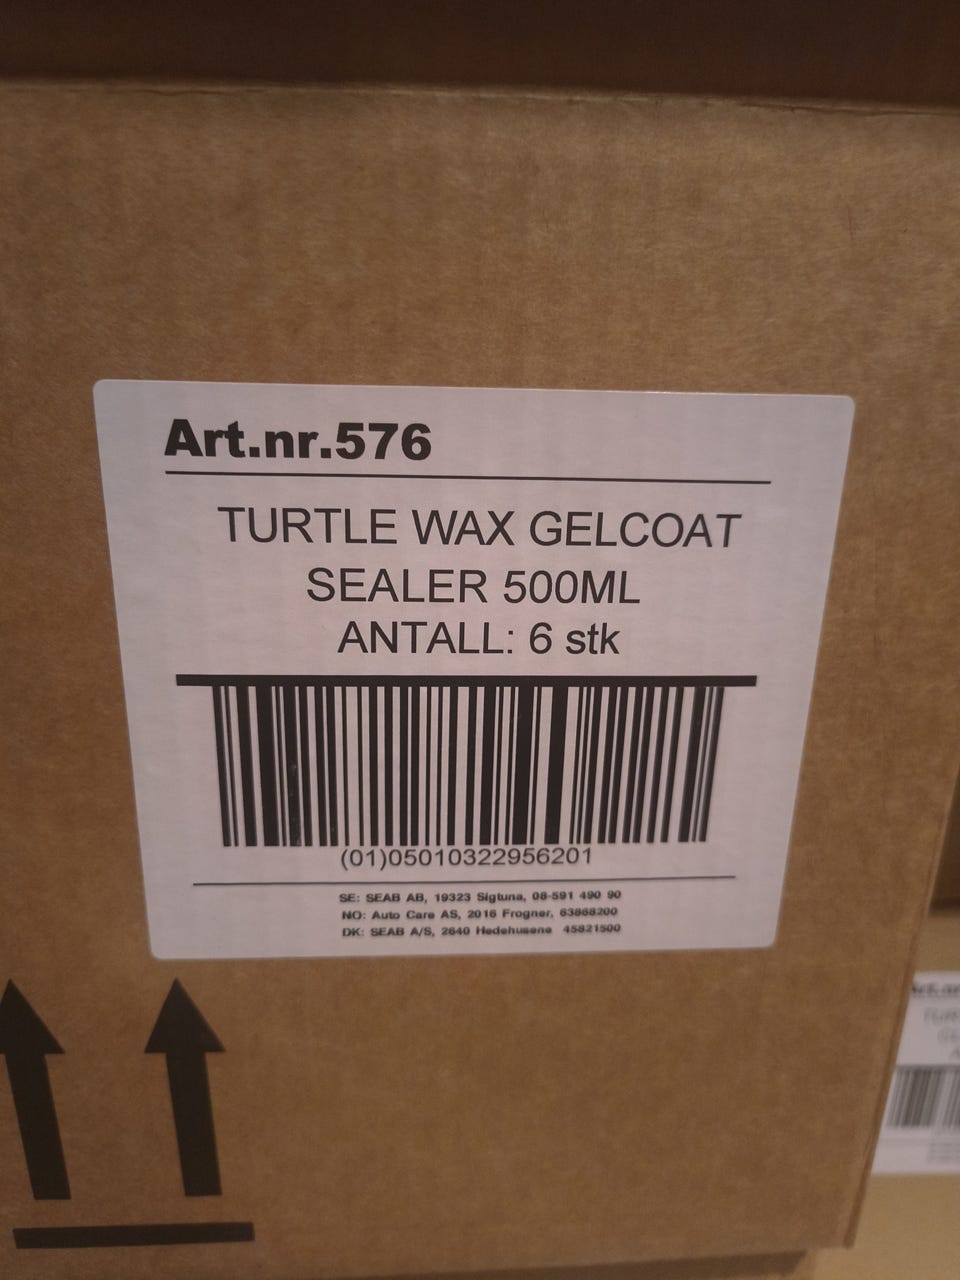 Art.nr.576
TURTLE WAX GELCOAT
SEALER 500ML
ANTALL: 6 stk
(01)05010322956201
SE: SEAB AB, 19323 Sigtuna, 08-591 490 90
NO: Auto Care AS, 2016 Frogner, 63868200
DK: SEAB A/S, 2640 Hedehusene 45821500